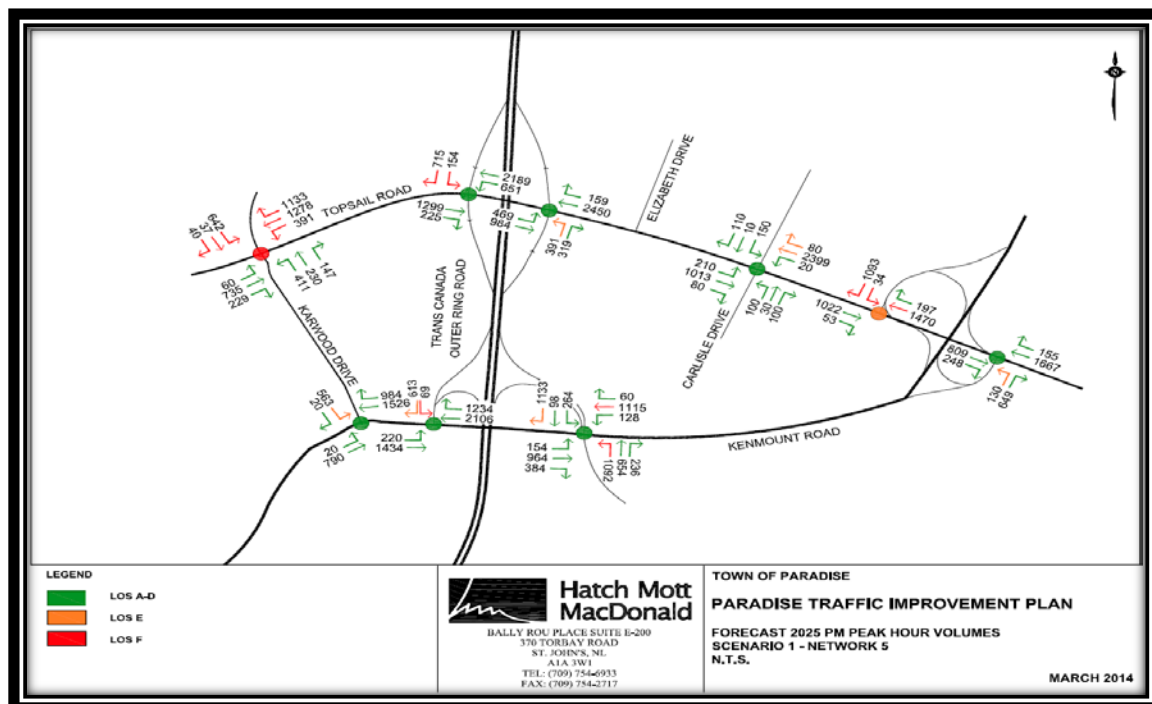 715
154
TOPSAIL ROAD
2189
651
1299
225
469
984
391
319
159
2450
ELIZABETH DRIVE
110
10
150
80
2399
20
210
1013
80
100
30
100
CARLISLE DRIVE
1093
34
197
1470
1022
53
809
248
155
1667
130
649
642
37
40
1133
1278
391
60
735
229
411
230
147
KARWOOD DRIVE
TRANS CANADA
OUTER RING ROAD
563
20
984
1526
20
790
613
69
1234
2106
220
1434
1133
98
264
60
1115
128
154
964
384
1092
654
236
KENMOUNT ROAD
LEGEND
LOS A-D
LOS E
LOS F
Hatch Mott
MacDonald
BALLY ROU PLACE SUITE E-200
370 TORBAY ROAD
ST. JOHN'S, NL
A1A 3W1
TEL: (709) 754-6933
FAX: (709) 754-2717
TOWN OF PARADISE
PARADISE TRAFFIC IMPROVEMENT PLAN
FORECAST 2025 PM PEAK HOUR VOLUMES
SCENARIO 1 - NETWORK 5
N.T.S.
MARCH 2014